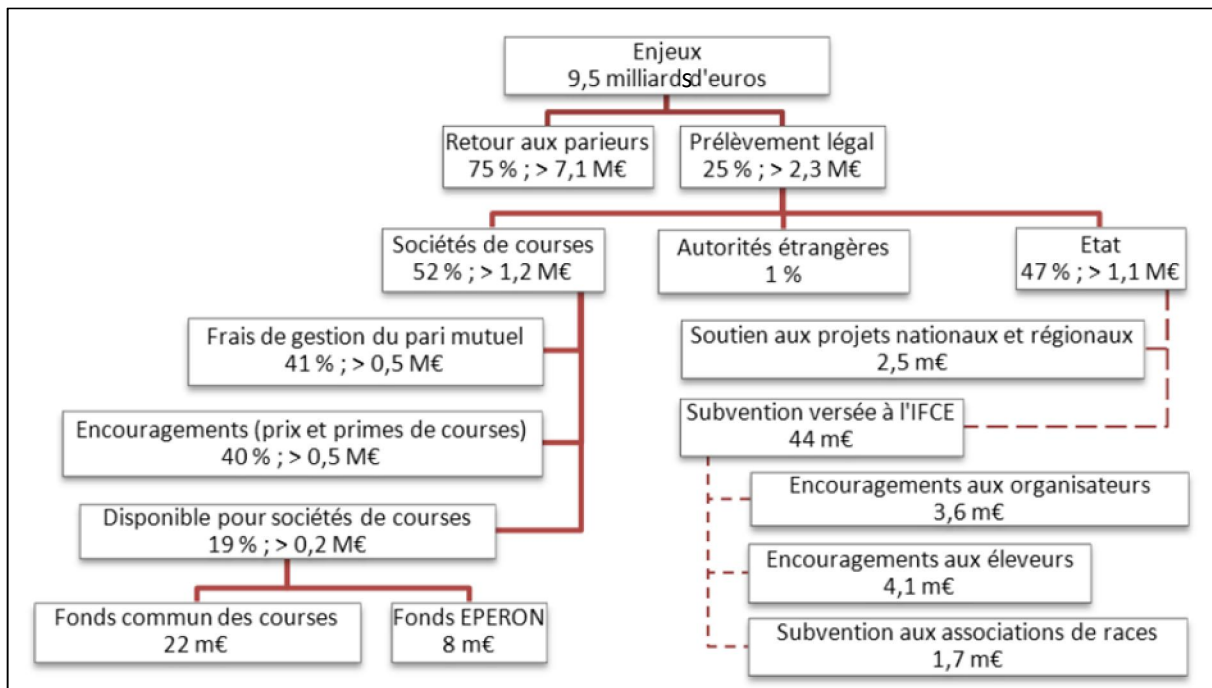 Enjeux
9,5 milliards d'euros
Retour aux parieurs
75 % ; > 7,1 M€
Prélèvement légal
25 % ; > 2,3 M€
Sociétés de courses
52 % ; > 1,2 M€
Autorités étrangères
1 %
Etat
47 % ; > 1,1 M€
Frais de gestion du pari mutuel
41 % ; > 0,5 M€
Encouragements (prix et primes de courses)
40 % ; > 0,5 M€
Disponible pour sociétés de courses
19 % ; > 0,2 M€
Fonds commun des courses
22 m€
Fonds EPERON
8 m€
Soutien aux projets nationaux et régionaux
2,5 m€
Subvention versée à l'IFCE
44 m€
Encouragements aux organisateurs
3,6 m€
Encouragements aux éleveurs
4,1 m€
Subvention aux associations de races
1,7 m€